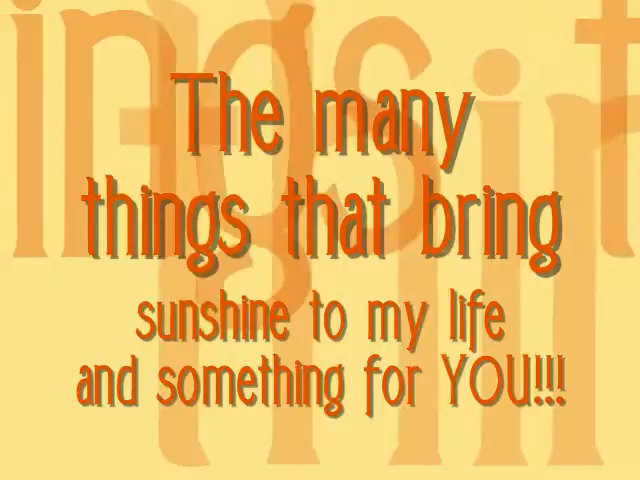 The many
things that bring
sunshine to my life
and something for YOU!!!